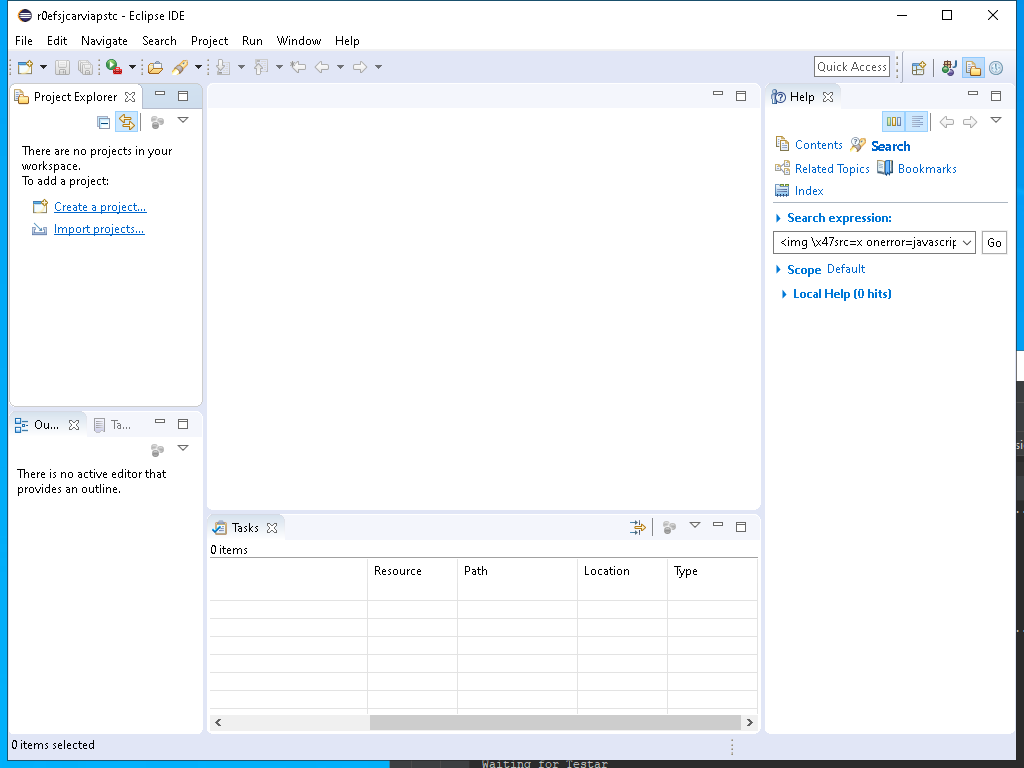 r0efsjcarviapstc - Eclipse IDE
File Edit Navigate Search Project Run Window Help
Quick Access
Project Explorer
There are no projects in your
workspace.
To add a project:
Create a project...
Import projects...
Ou... Ta...
There is no active editor that
provides an outline.
Tasks
0 items
Resource Path Location Type
Help
Contents Search
Related Topics Bookmarks
Index
Search expression:
<img \x47src=x onerror=javascrip Go
Scope Default
Local Help (0 hits)
0 items selected
si
Waiting for Testar